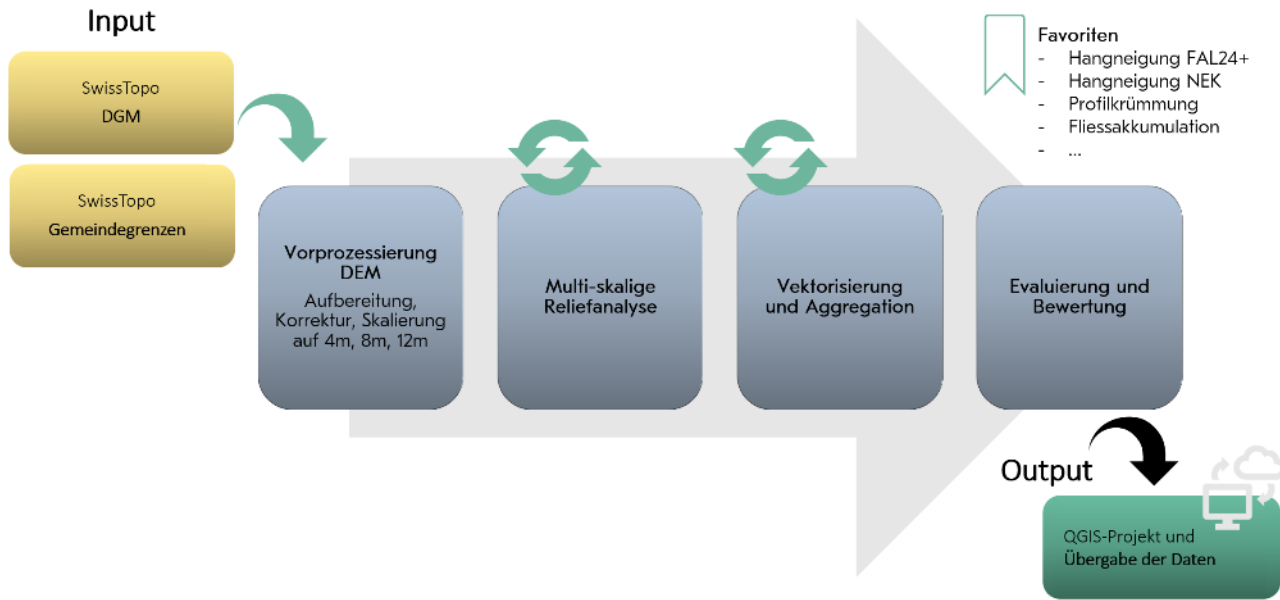 Input
SwissTopo
DGM
SwissTopo
Gemeindegrenzen
Favoriten
- Hangneigung FAL24+
- Hangneigung NEK
- Profilkrümmung
- Fliessakkumulation
- ...
Vorprozessierung
DEM
Aufbereitung,
Korrektur, Skalierung
auf 4m, 8m, 12m
Multi-skalige
Reliefanalyse
Vektorisierung
und Aggregation
Evaluierung und
Bewertung
Output
QGIS-Projekt und
Übergabe der Daten